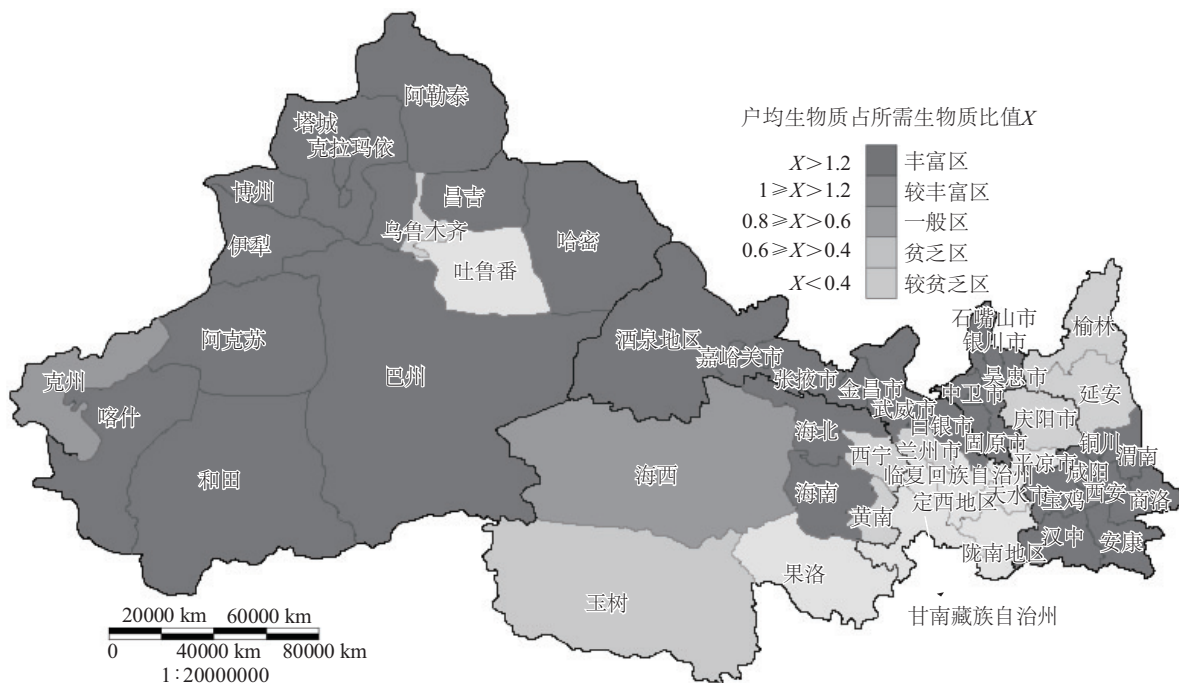 户均生物质占所需生物质比值X
X>1.2 丰富区
1≥X>1.2 较丰富区
0.8≥X>0.6 一般区
0.6≥X>0.4 贫乏区
X<0.4 较贫乏区
阿勒泰
塔城
克拉玛依
博州
昌吉
乌鲁木齐
伊犁
哈密
吐鲁番
阿克苏
克州
喀什
巴州
和田
酒泉地区
嘉峪关市
张掖市
金昌市
武威市
白银市
石嘴山市
银川市
吴忠市
中卫市
固原市
榆林
延安
庆阳市
铜川
渭南
平凉市
咸阳
海北
西宁
兰州市
临夏回族自治州
海西
海南
黄南
定西地区
天水市
宝鸡
西安
商洛
汉中
安康
陇南地区
果洛
玉树
甘南藏族自治州
20000 km 60000 km
0 40000 km 80000 km
1:20000000